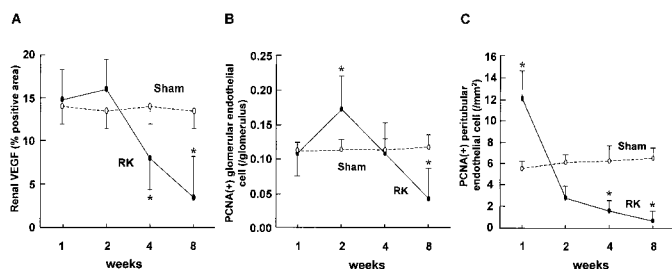 A
Renal VEGF (% positive area)
20
15
10
5
0
Sham
RK
*
*
1 2 4 8
weeks
B
PCNA(+) glomerular endothelial
cell (/glomerulus)
0.25
0.20
0.15
0.10
0.05
0.00
*
Sham
RK
*
1 2 4 8
weeks
C
PCNA(+) peritubular
endothelial cell (/mm²)
16
14
12
10
8
6
4
2
0
*
Sham
RK
*
*
1 2 4 8
weeks